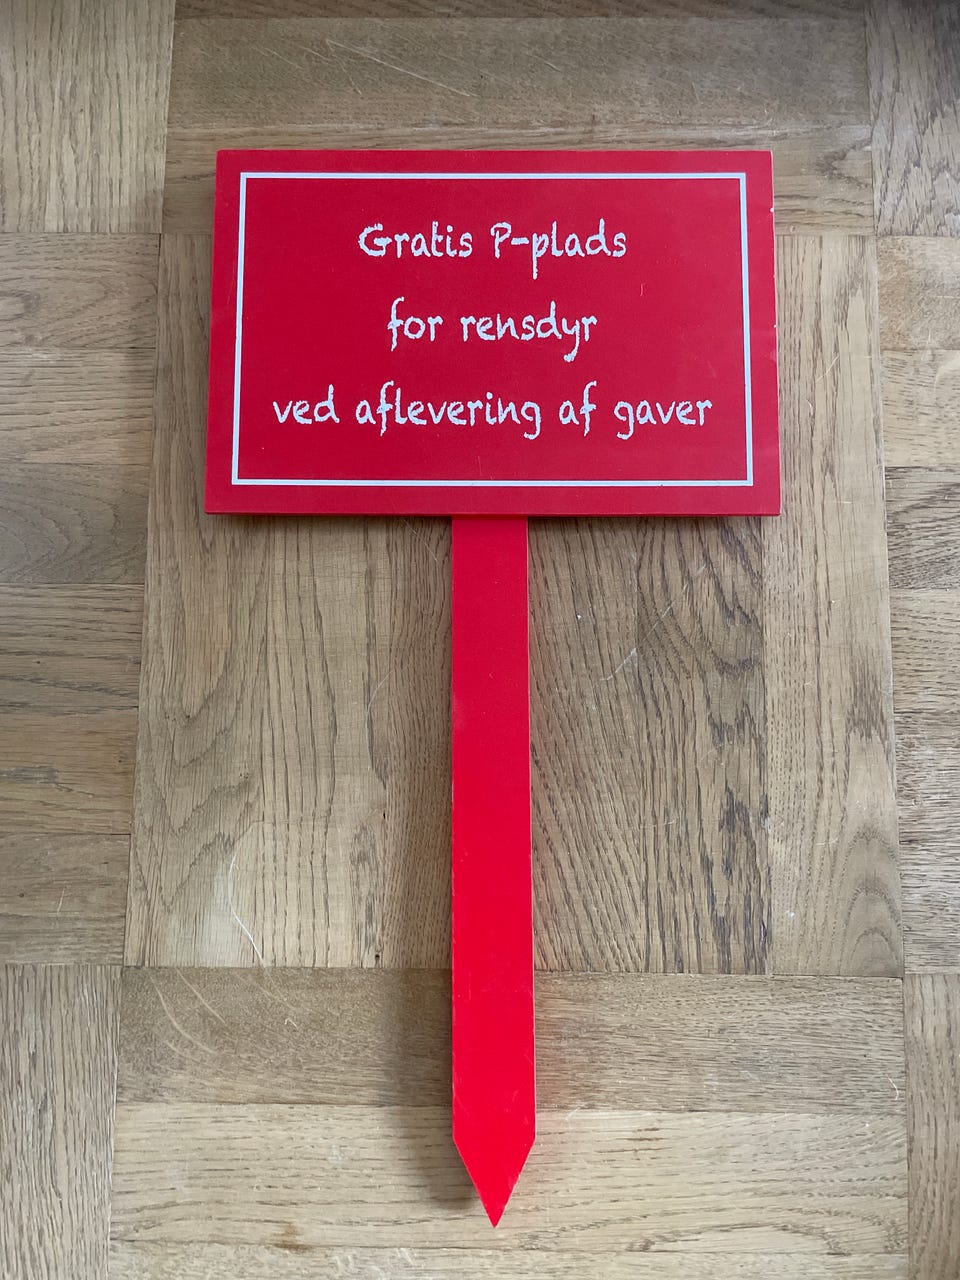 Gratis P-plads
for rensdyr
ved aflevering af gaver